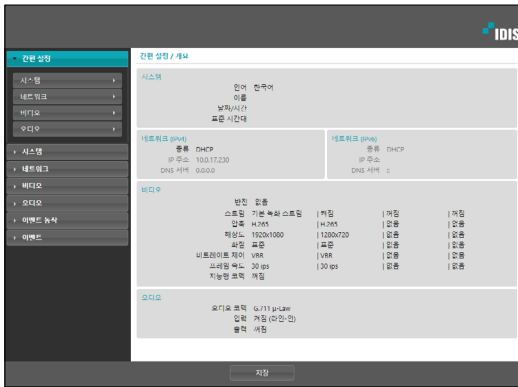 IDIS
간편 설정
시스템
네트워크
비디오
오디오
시스템
네트워크
비디오
오디오
이벤트 동작
이벤트
간편 설정 / 개요
시스템
언어 한국어
이름
날짜/시간
표준 시간대
네트워크 (IPv4)
종류 DHCP
IP 주소 10.0.17.230
DNS 서버 0.0.0.0
네트워크 (IPv6)
종류 DHCP
IP 주소
DNS 서버 ::
비디오
반전 없음
스트림 기본 녹화 스트림 | 켜짐 | 꺼짐 | 꺼짐
압축 H.265 | H.265 | 없음 | 없음
해상도 1920x1080 | 1280x720 | 없음 | 없음
화질 표준 | 표준 | 없음 | 없음
비트레이트 제어 VBR | VBR | 없음 | 없음
프레임 속도 30 ips | 30 ips | 없음 | 없음
지능형 코덱 꺼짐
오디오
오디오 코덱 G.711 μ-Law
입력 켜짐 (라인-인)
출력 꺼짐
저장